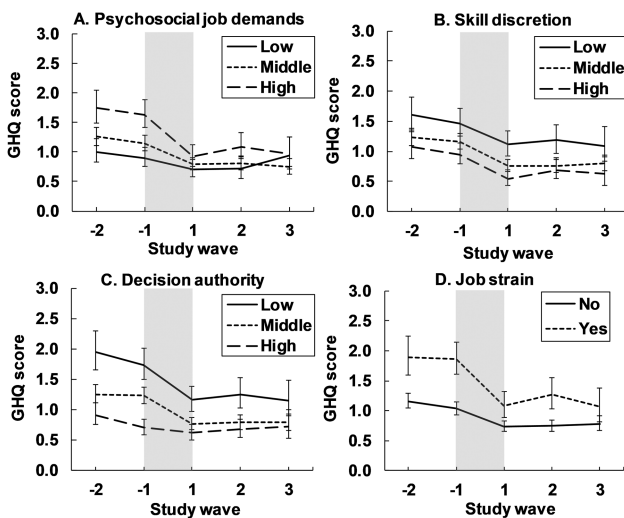 A. Psychosocial job demands
3.0
2.5
2.0
1.5
1.0
0.5
0.0
GHQ score
Low
Middle
High
-2 -1 1 2 3
Study wave
B. Skill discretion
3.0
2.5
2.0
1.5
1.0
0.5
0.0
GHQ score
Low
Middle
High
-2 -1 1 2 3
Study wave
C. Decision authority
3.0
2.5
2.0
1.5
1.0
0.5
0.0
GHQ score
Low
Middle
High
-2 -1 1 2 3
Study wave
D. Job strain
3.0
2.5
2.0
1.5
1.0
0.5
0.0
GHQ score
No
Yes
-2 -1 1 2 3
Study wave